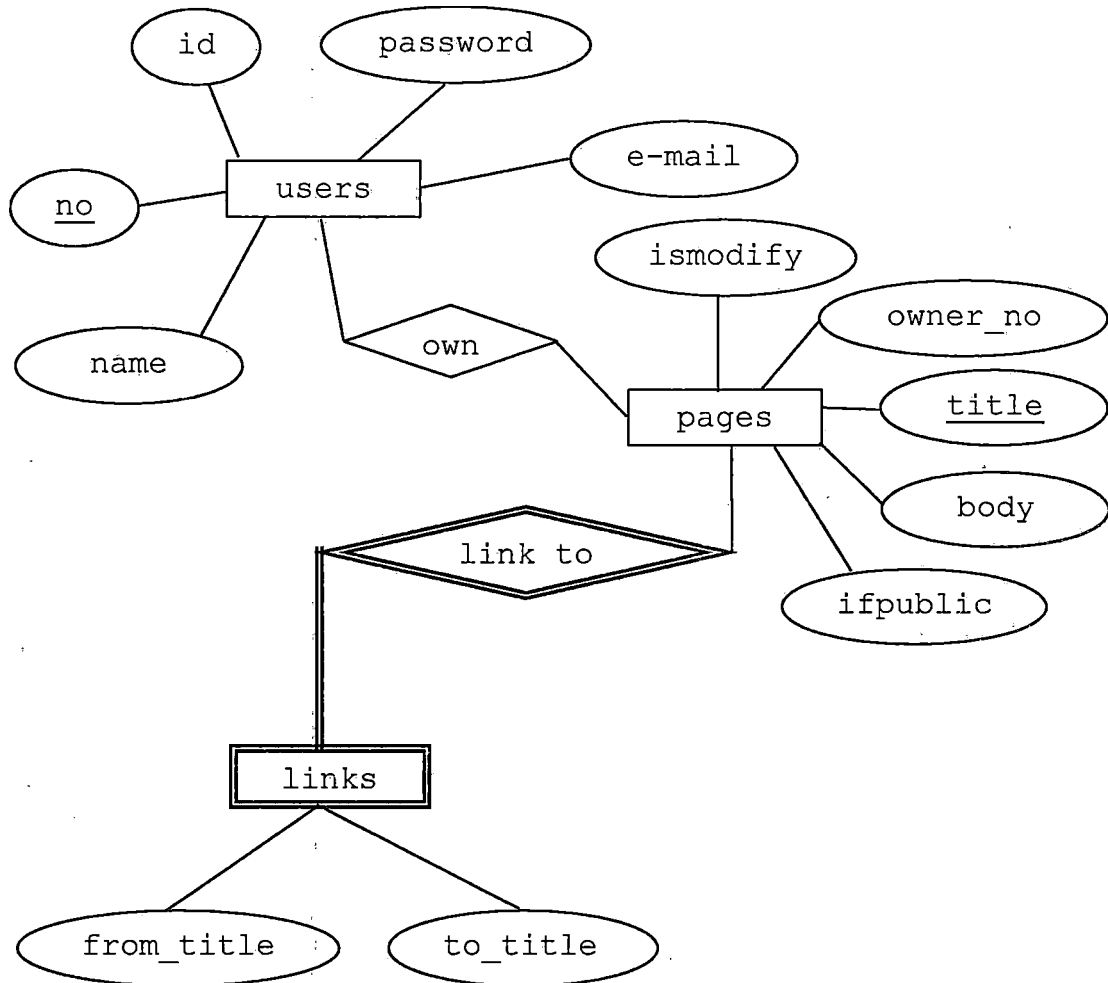 id
password
e-mail
users
no
ismodify
owner_no
own
name
title
pages
body
link to
ifpublic
links
from_title
to_title